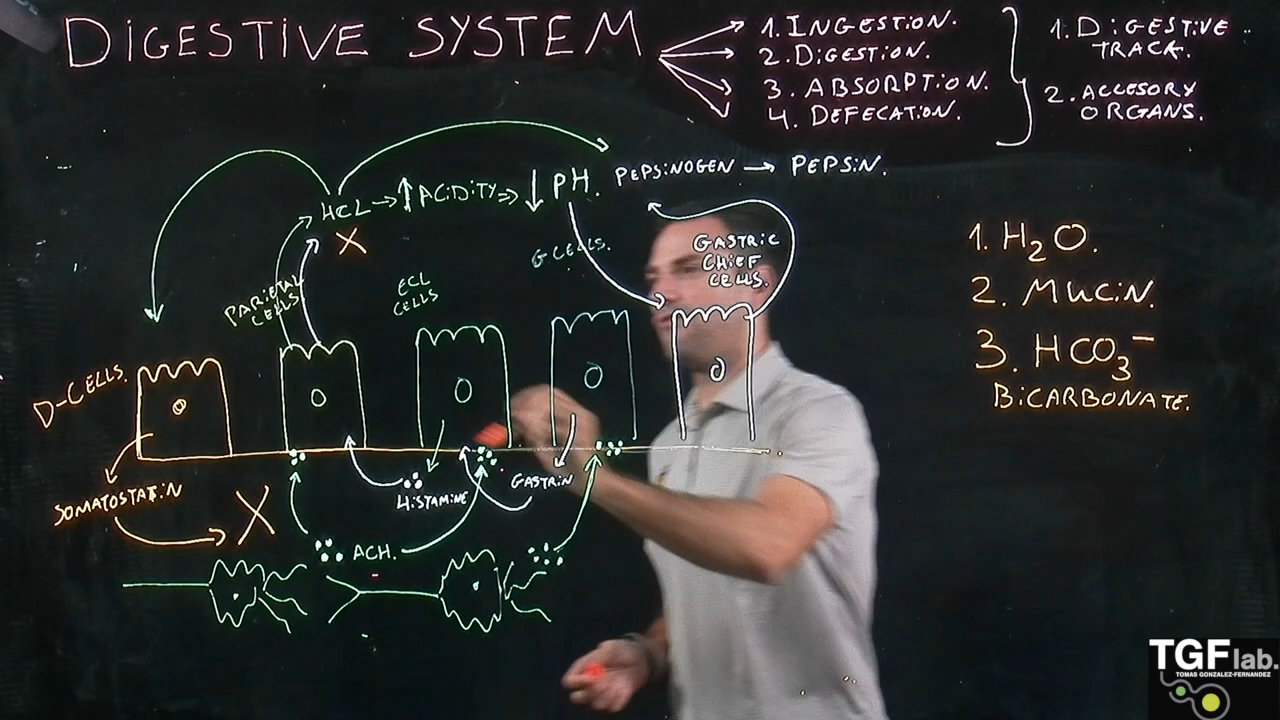 DIGESTIVE SYSTEM
1. INGESTION.
2. DIGESTION.
3. ABSORPTION.
4. DEFECATION.
1. DIGESTIVE
TRACK.
2. ACCESORY
ORGANS.
PEPSINOGEN → PEPSIN.
HCL → ↑ ACIDITY ⇒ ↓ PH.
X
PARIETAL
CELLS
ECL
CELLS
G CELLS.
GASTRIC
CHIEF
CELLS.
D-CELLS.
SOMATOSTATIN
X
HISTAMINE
GASTRIN
ACH.
1. H2O.
2. MUCIN.
3. HCO3-
BICARBONATE.
TGF lab.
TOMAS GONZALEZ-FERNANDEZ